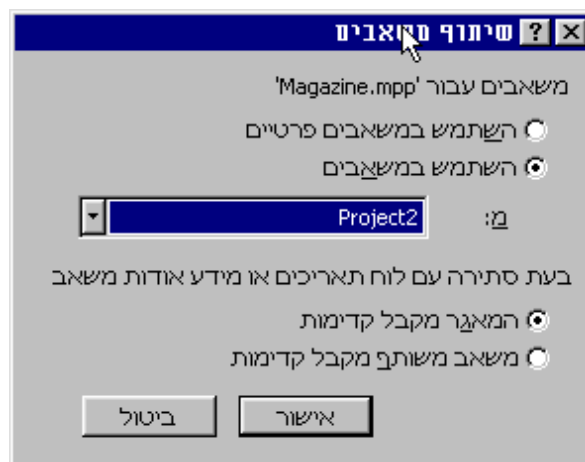 שיתוף משאבים
משאבים עבור 'Magazine.mpp'
השתמש במשאבים פרטיים
השתמש במשאבים
מ: Project2
בעת סתירה עם לוח תאריכים או מידע אודות משאב
המאגר מקבל קדימות
משאב משותף מקבל קדימות
אישור ביטול